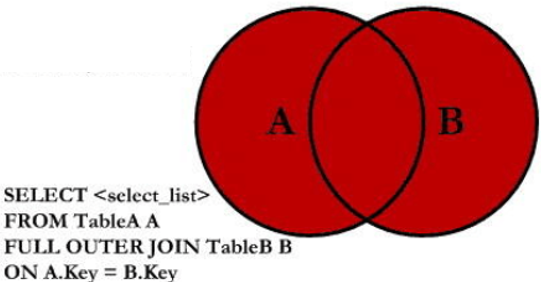 A B
SELECT <select_list>
FROM TableA A
FULL OUTER JOIN TableB B
ON A.Key = B.Key